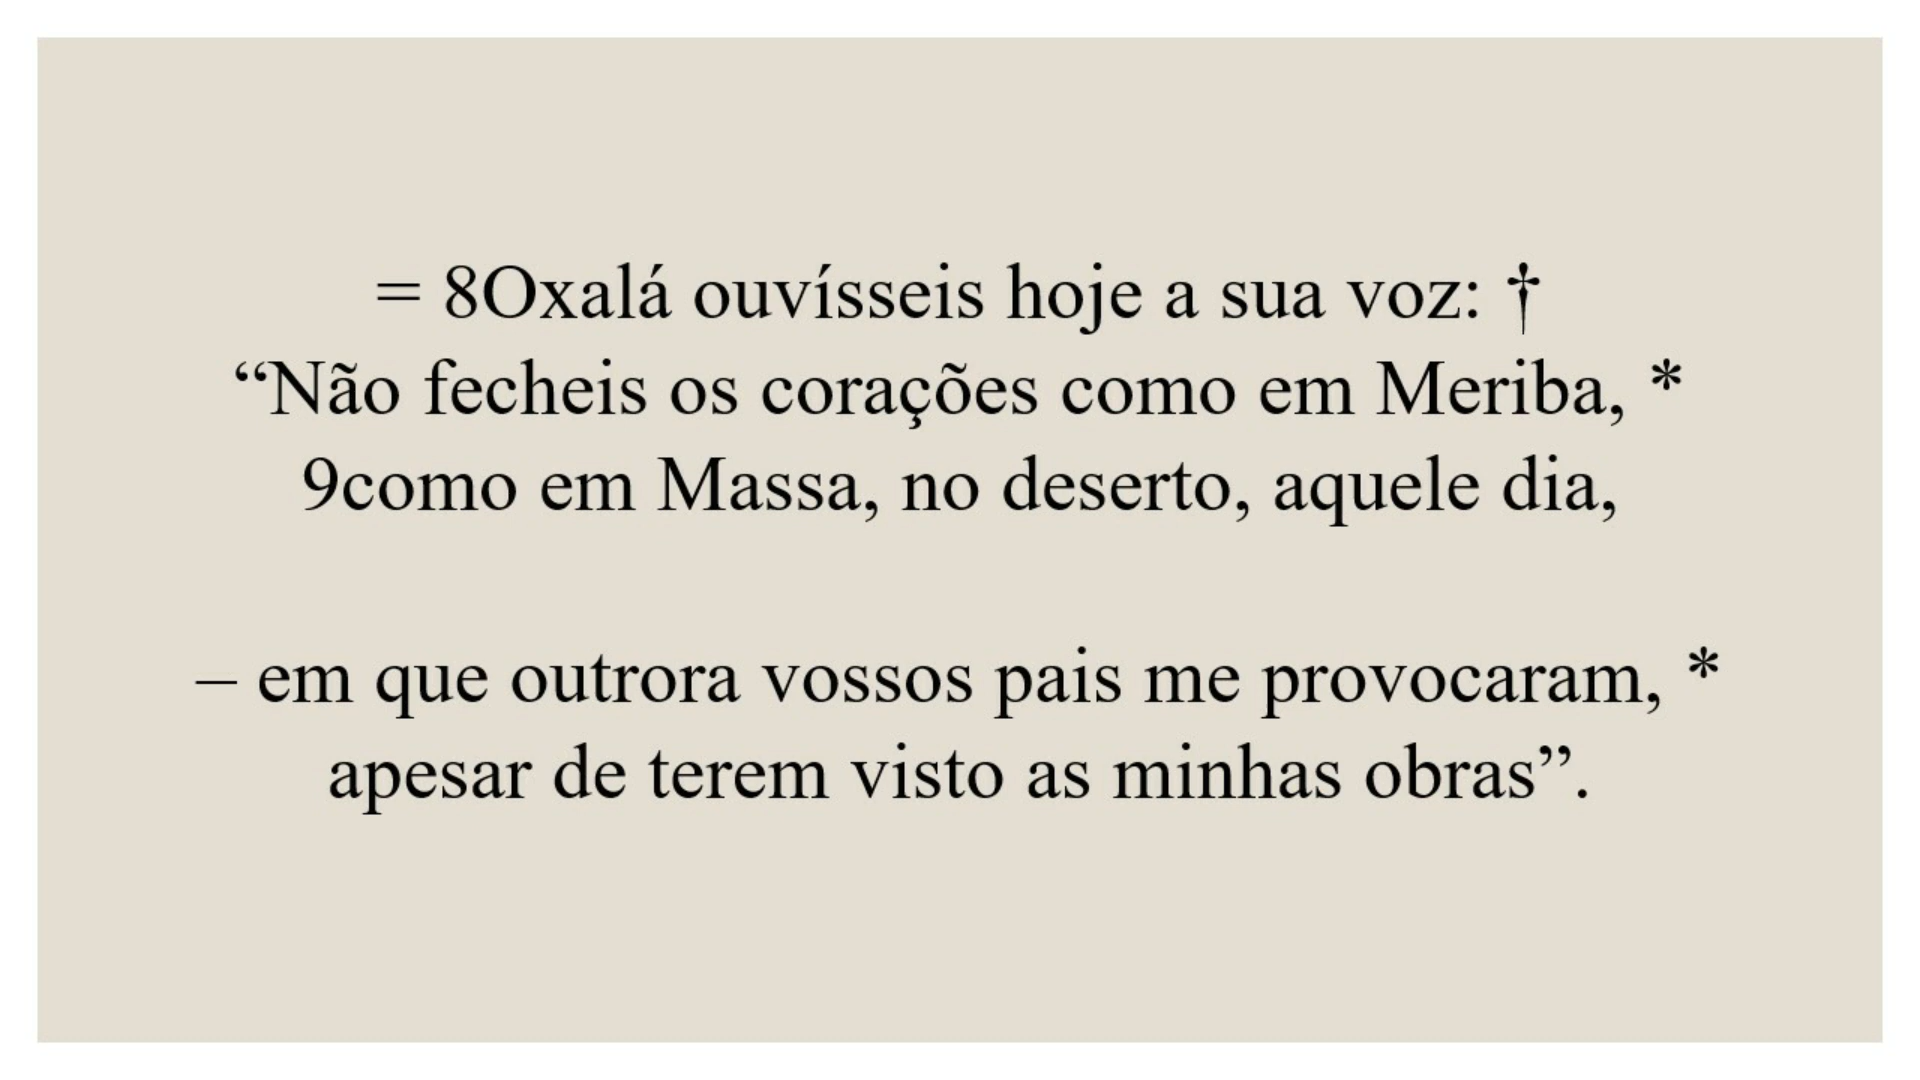 = 8Oxalá ouvísseis hoje a sua voz: †
“Não fecheis os corações como em Meriba, *
9como em Massa, no deserto, aquele dia,
– em que outrora vossos pais me provocaram, *
apesar de terem visto as minhas obras”.